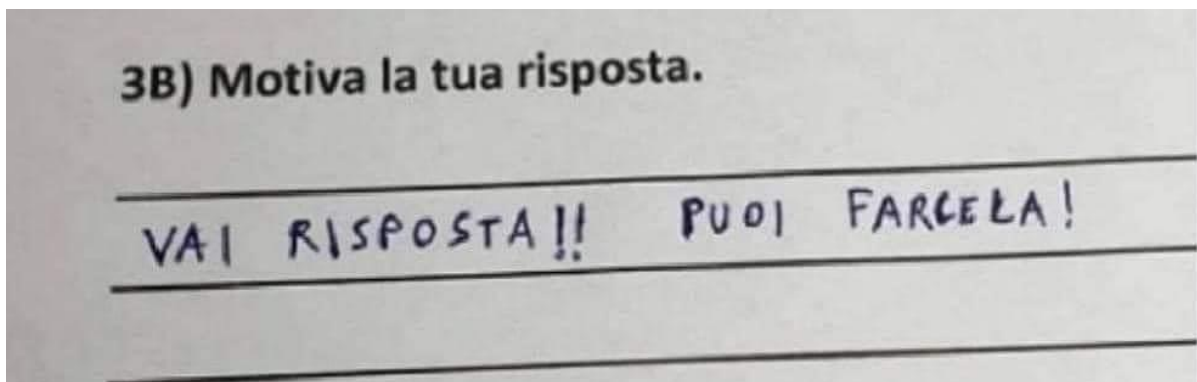 3B) Motiva la tua risposta.
VAI RISPOSTA!! PUOI FARCELA!